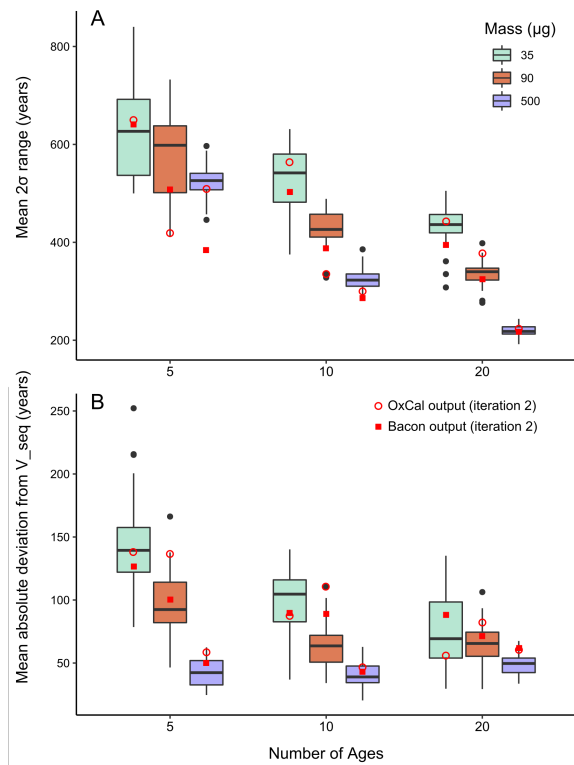 A
Mass (µg)
35
90
500
Mean 2σ range (years)
800
600
400
200
5
10
20
B
OxCal output (iteration 2)
Bacon output (iteration 2)
Mean absolute deviation from V_seq (years)
250
200
150
100
50
5
10
20
Number of Ages